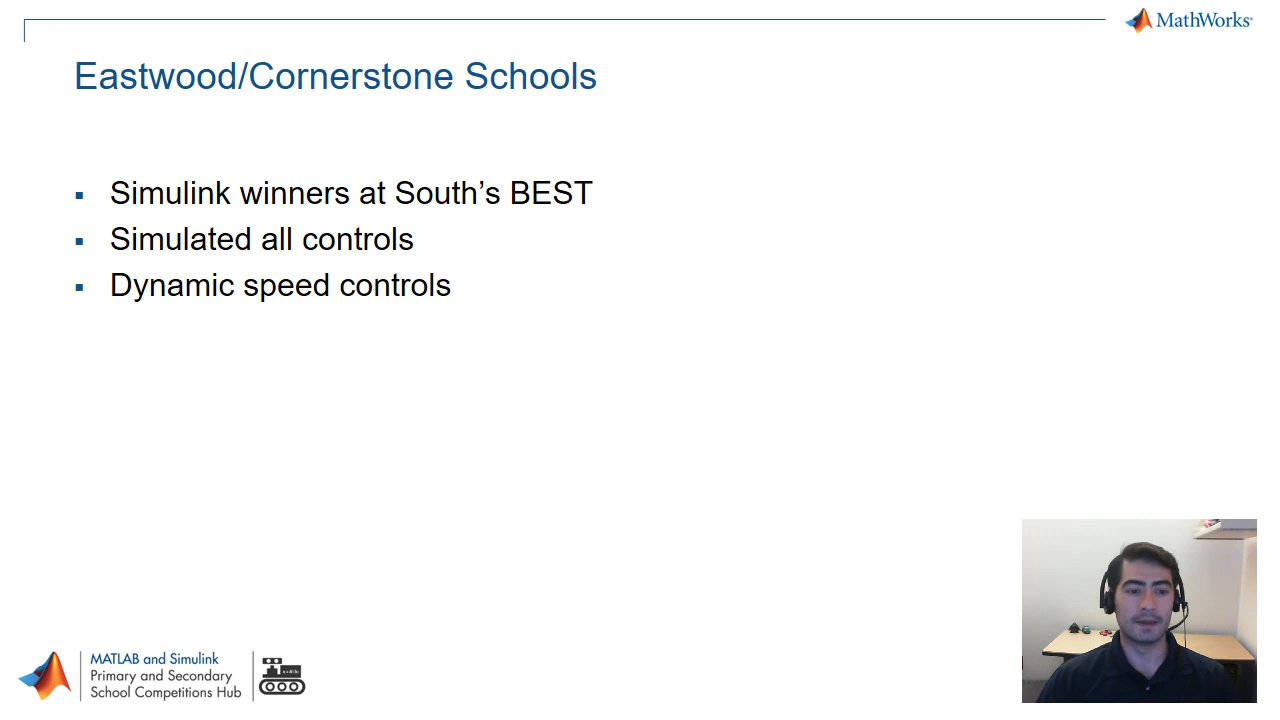 MathWorks
Eastwood/Cornerstone Schools
Simulink winners at South’s BEST
Simulated all controls
Dynamic speed controls
MATLAB and Simulink
Primary and Secondary
School Competitions Hub